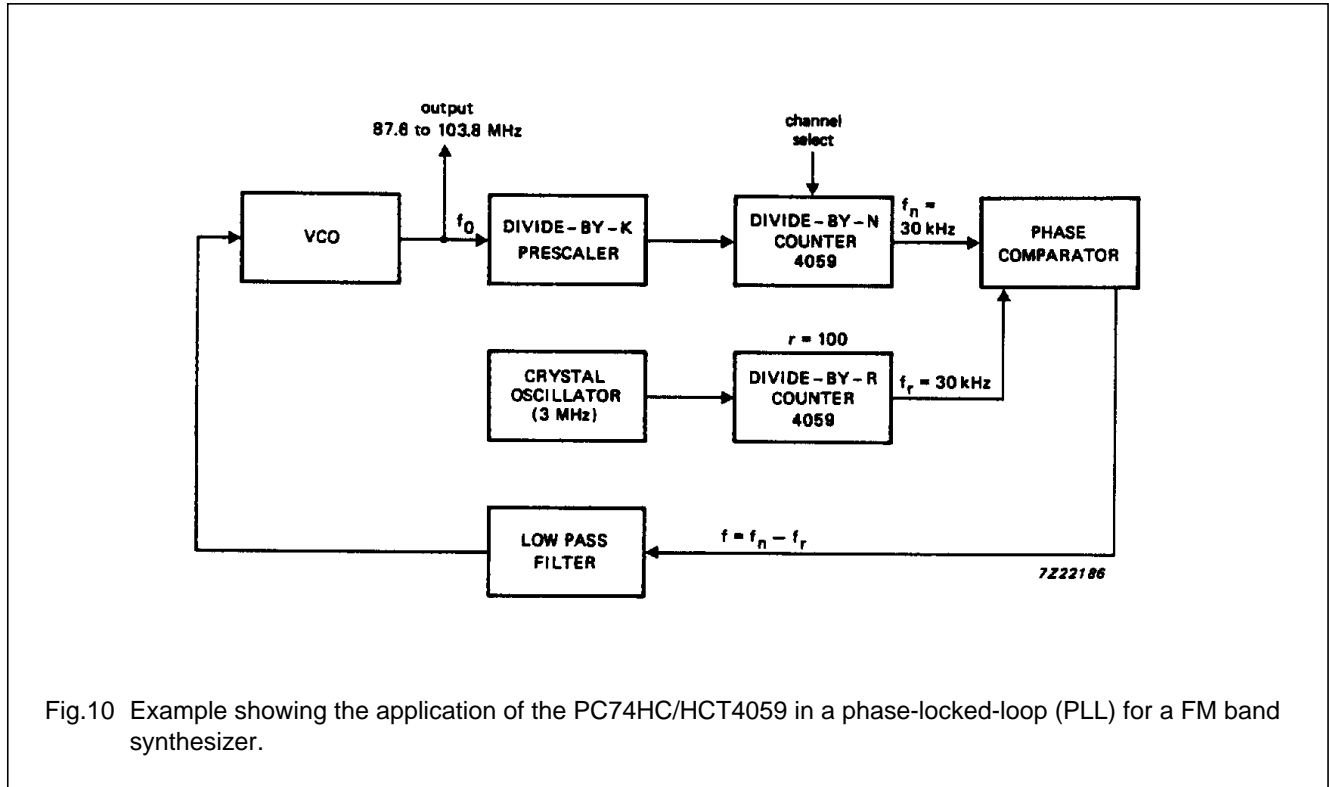 output
87.6 to 103.8 MHz
channel
select
VCO
f0
DIVIDE-BY-K
PRESCALER
DIVIDE-BY-N
COUNTER
4059
fn =
30 kHz
PHASE
COMPARATOR
CRYSTAL
OSCILLATOR
(3 MHz)
r = 100
DIVIDE-BY-R
COUNTER
4059
fr = 30 kHz
LOW PASS
FILTER
f = fn - fr
7Z22186
Fig.10 Example showing the application of the PC74HC/HCT4059 in a phase-locked-loop (PLL) for a FM band
synthesizer.